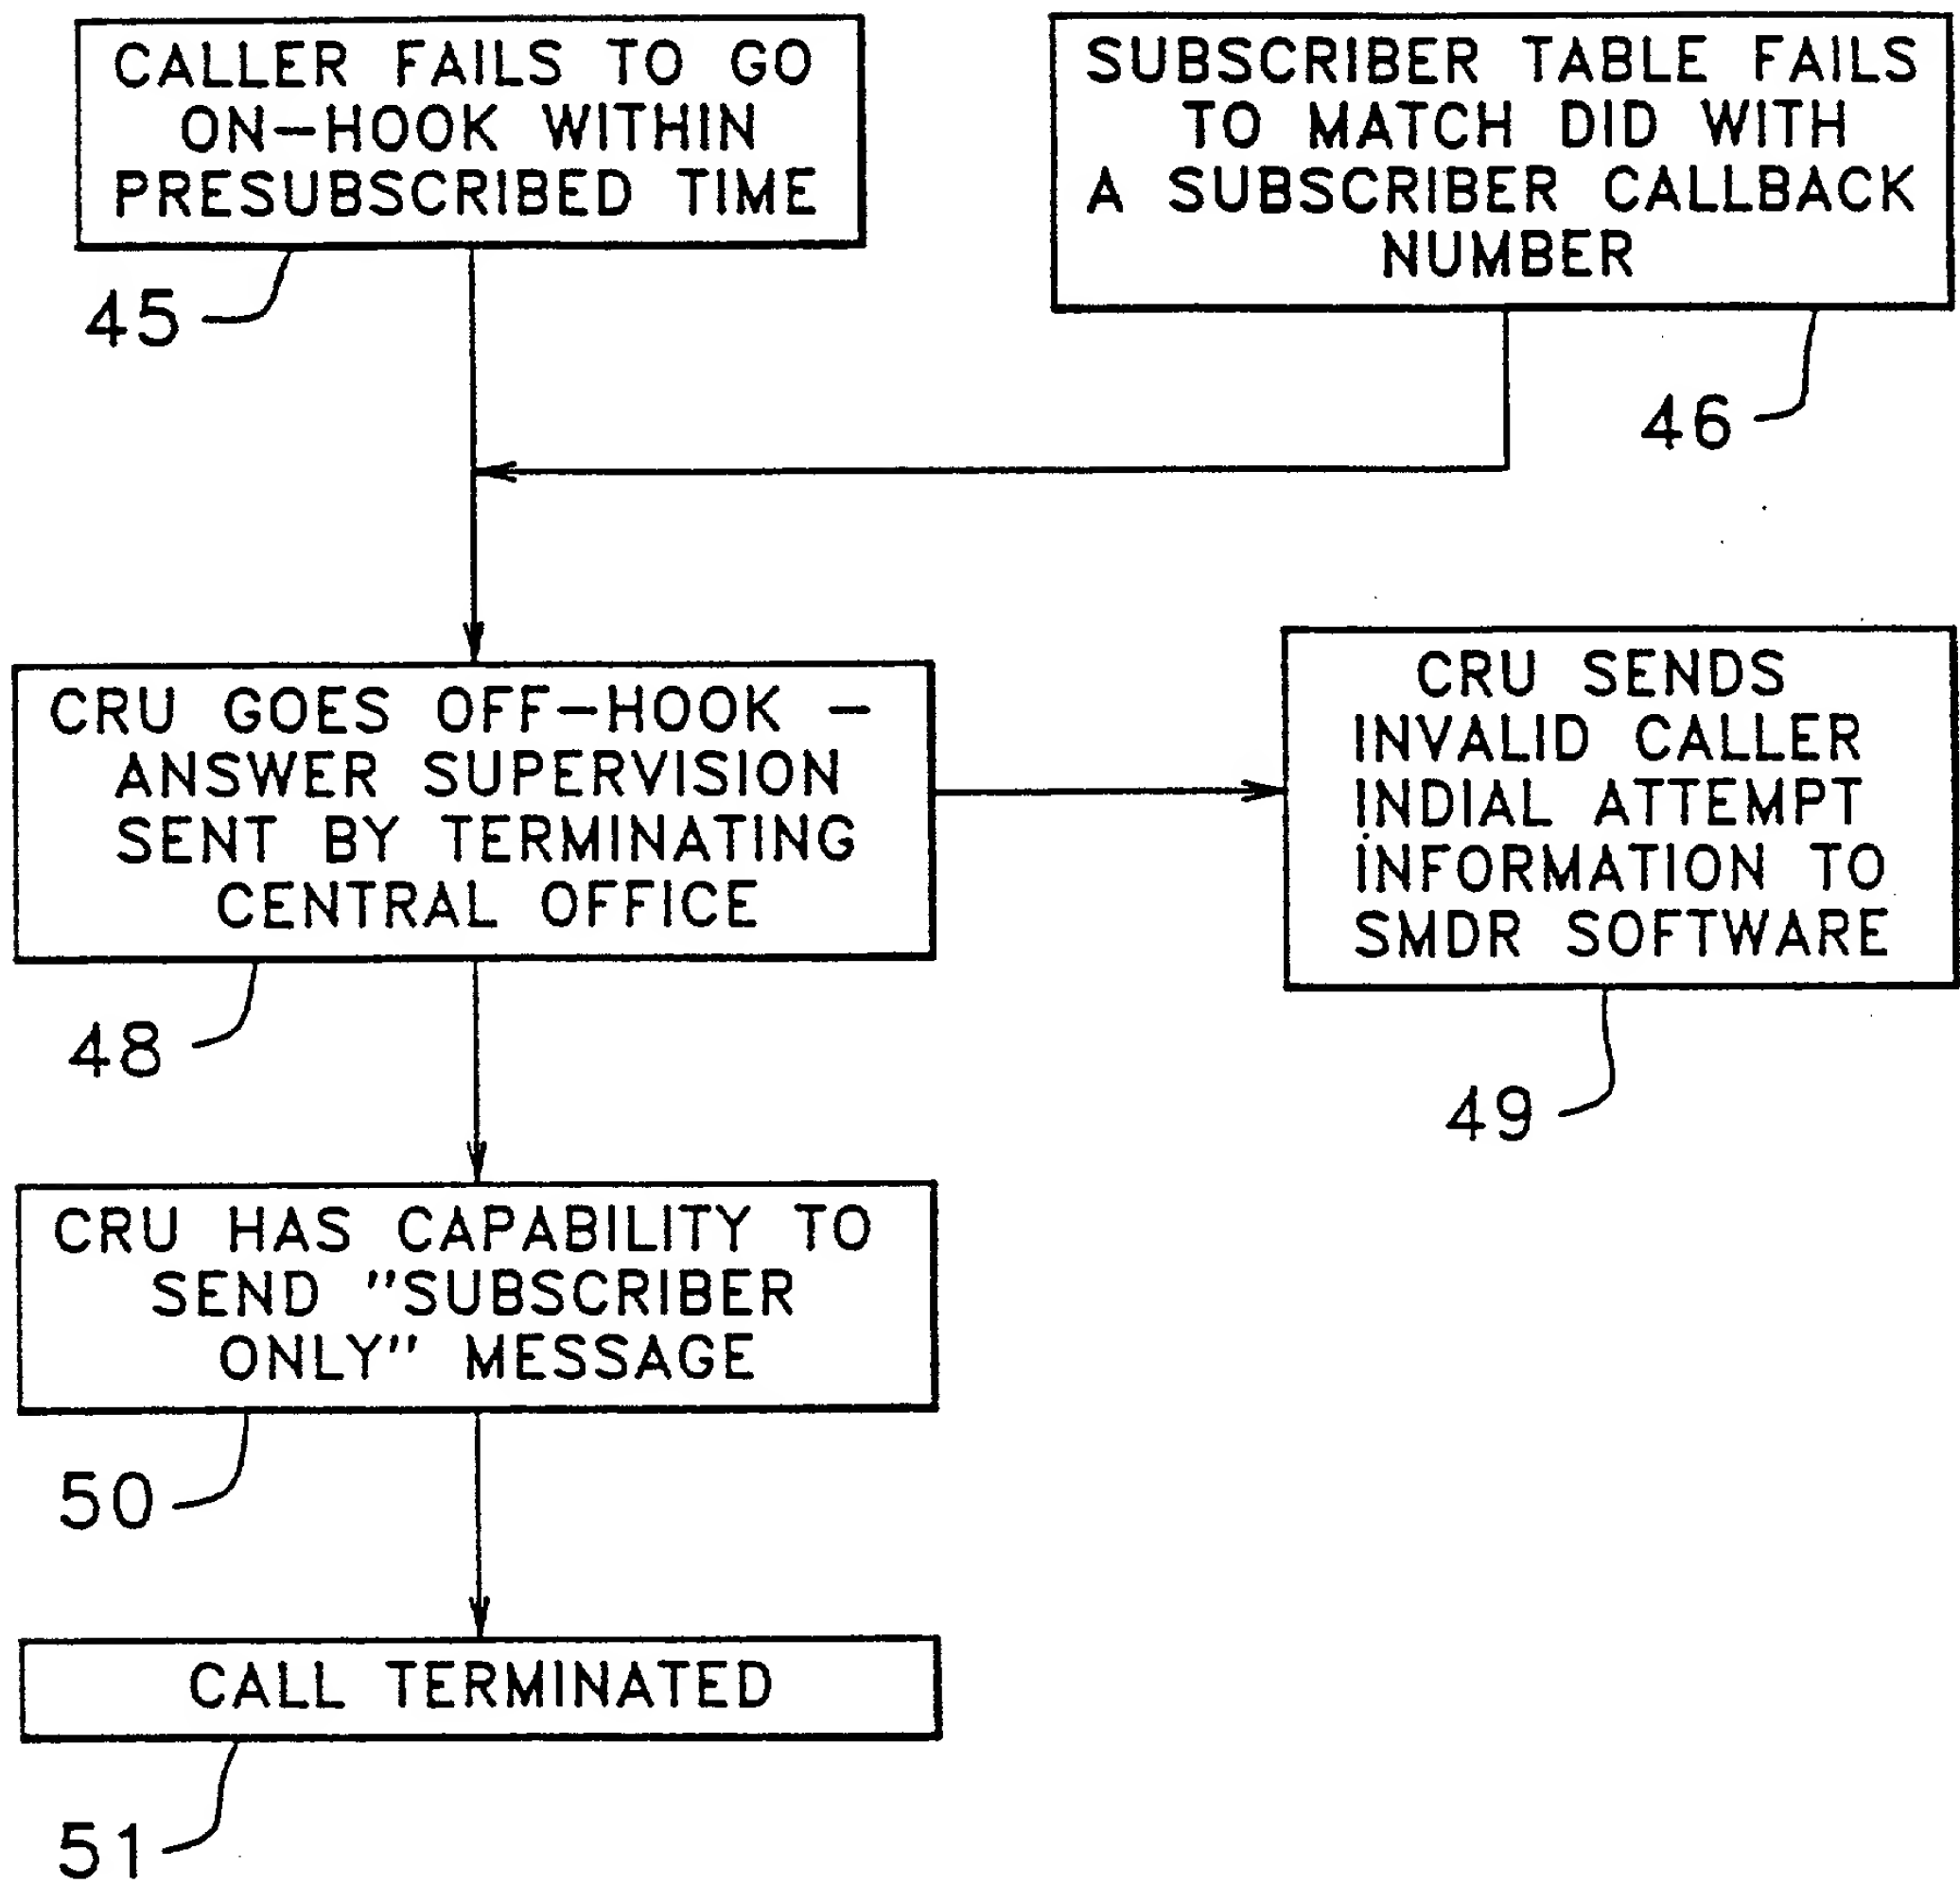 CALLER FAILS TO GO
ON-HOOK WITHIN
PRESUBSCRIBED TIME
45
SUBSCRIBER TABLE FAILS
TO MATCH DID WITH
A SUBSCRIBER CALLBACK
NUMBER
46
CRU GOES OFF-HOOK -
ANSWER SUPERVISION
SENT BY TERMINATING
CENTRAL OFFICE
48
CRU SENDS
INVALID CALLER
INDIAL ATTEMPT
INFORMATION TO
SMDR SOFTWARE
49
CRU HAS CAPABILITY TO
SEND "SUBSCRIBER
ONLY" MESSAGE
50
CALL TERMINATED
51